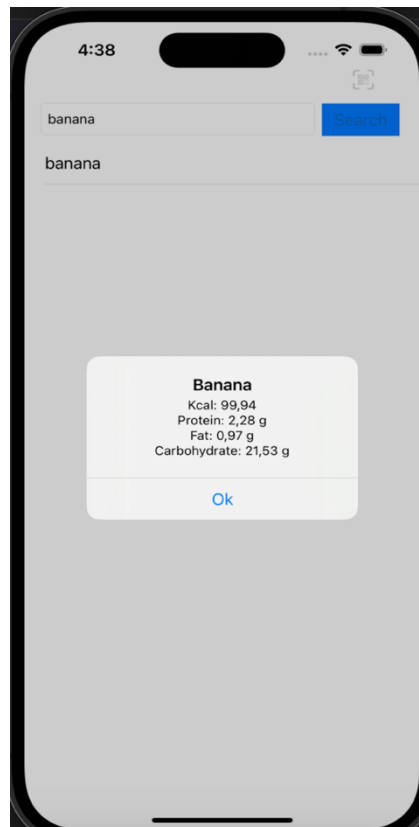 4:38
banana
Search
banana
Banana
Kcal: 99,94
Protein: 2,28 g
Fat: 0,97 g
Carbohydrate: 21,53 g
Ok